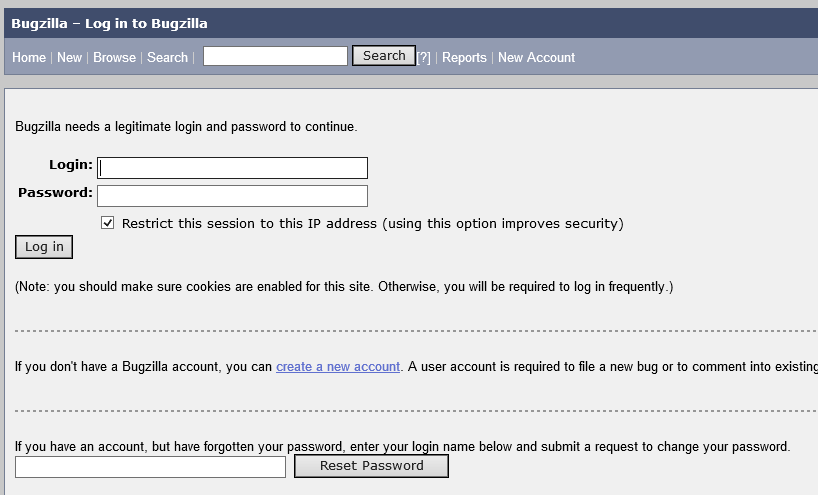 Bugzilla – Log in to Bugzilla
Home | New | Browse | Search | Search [?] | Reports | New Account
Bugzilla needs a legitimate login and password to continue.
Login:
Password:
Restrict this session to this IP address (using this option improves security)
Log in
(Note: you should make sure cookies are enabled for this site. Otherwise, you will be required to log in frequently.)
If you don't have a Bugzilla account, you can create a new account. A user account is required to file a new bug or to comment into existing
If you have an account, but have forgotten your password, enter your login name below and submit a request to change your password.
Reset Password